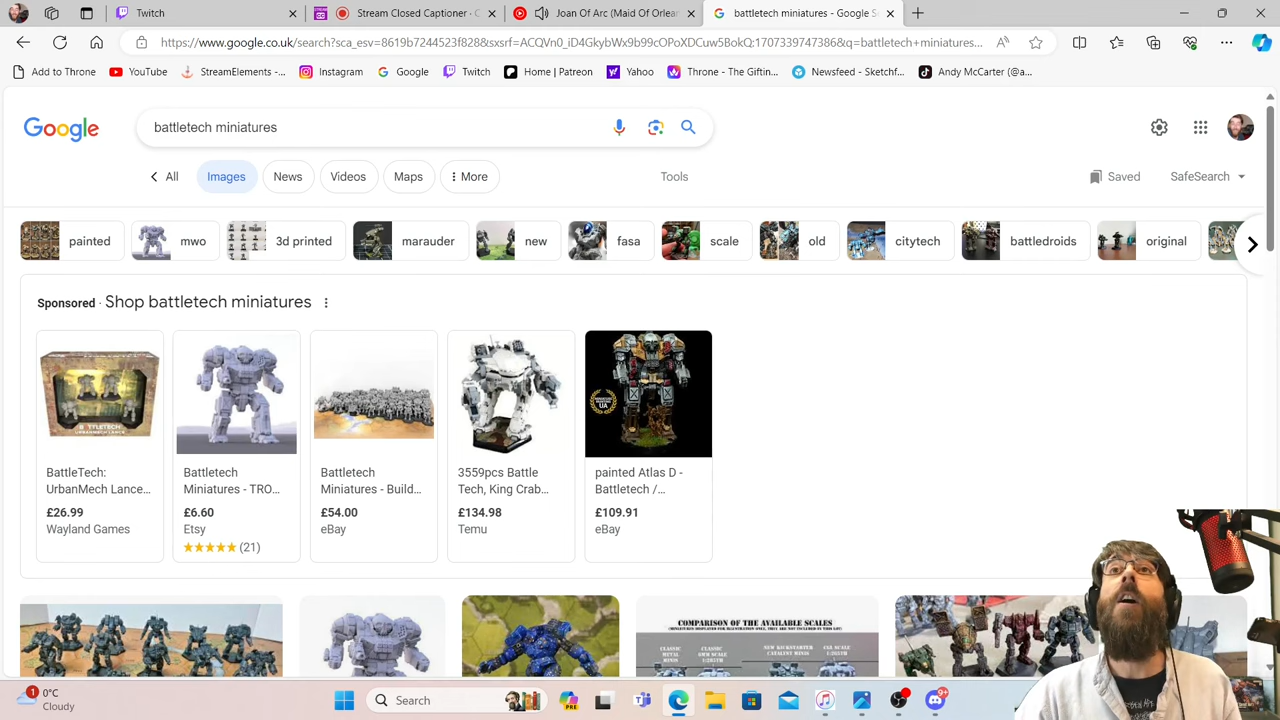 Twitch
Stream Closed Captioner - C
Joan Of Arc (Maid Of Orlea
battletech miniatures - Google S
https://www.google.co.uk/search?sca_esv=8619b7244523f828&sxsrf=ACQVn0_iD4GkybWx9b99cOPoXDCuw5BokQ:1707339747386&q=battletech+miniatures...
Add to Throne
YouTube
StreamElements -...
Instagram
Google
Twitch
Home | Patreon
Yahoo
Throne - The Giftin...
Newsfeed - Sketchf...
Andy McCarter (@a...
Google
battletech miniatures
All
Images
News
Videos
Maps
More
Tools
Saved
SafeSearch
painted
mwo
3d printed
marauder
new
fasa
scale
old
citytech
battledroids
original
Sponsored · Shop battletech miniatures
BattleTech:
UrbanMech Lance...
£26.99
Wayland Games
Battletech
Miniatures - TRO...
£6.60
Etsy
(21)
Battletech
Miniatures - Build...
£54.00
eBay
3559pcs Battle
Tech, King Crab...
£134.98
Temu
painted Atlas D -
Battletech /...
£109.91
eBay
COMPARISON OF THE AVAILABLE SCALES
1
0°C
Cloudy
Search
9+